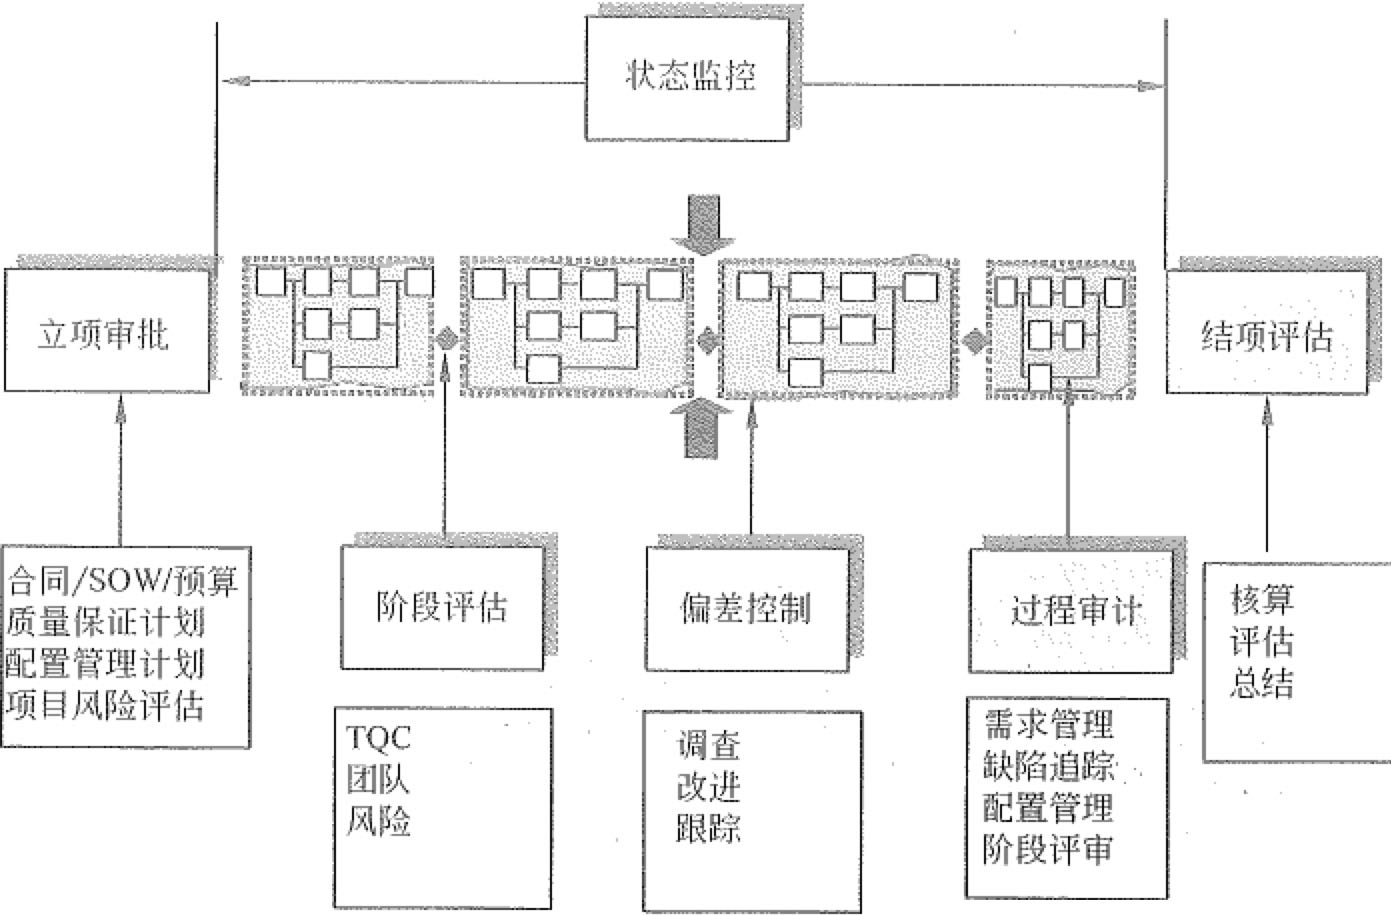 状态监控
立项审批
结项评估
合同/SOW/预算
质量保证计划
配置管理计划
项目风险评估
阶段评估
TQC
团队
风险
偏差控制
调查
改进
跟踪
过程审计
需求管理
缺陷追踪
配置管理
阶段评审
核算
评估
总结